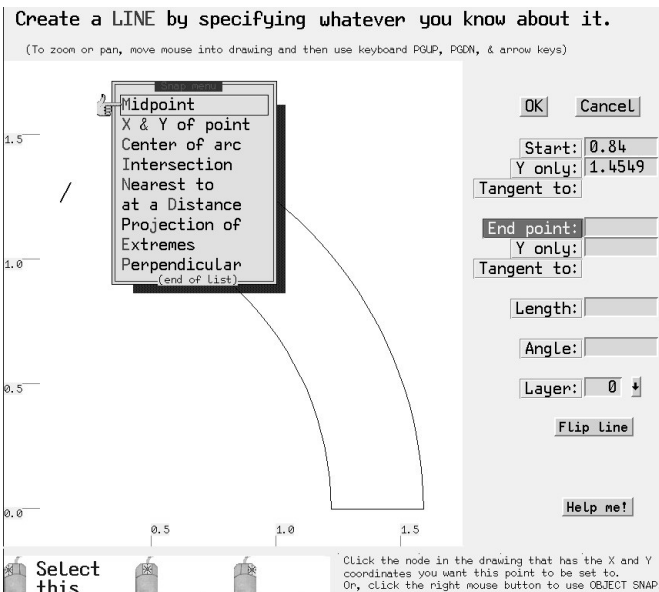 Create a LINE by specifying whatever you know about it.
(To zoom or pan, move mouse into drawing and then use keyboard PGUP, PGDN, & arrow keys)
Snap menu
Midpoint
X & Y of point
Center of arc
Intersection
Nearest to
at a Distance
Projection of
Extremes
Perpendicular
(end of list)
1.5
1.0
0.5
0.0
0.5
1.0
1.5
OK
Cancel
Start: 0.84
Y only: 1.4549
Tangent to:
End point:
Y only:
Tangent to:
Length:
Angle:
Layer: 0
Flip line
Help me!
Select
this
Click the node in the drawing that has the X and Y
coordinates you want this point to be set to.
Or, click the right mouse button to use OBJECT SNAP